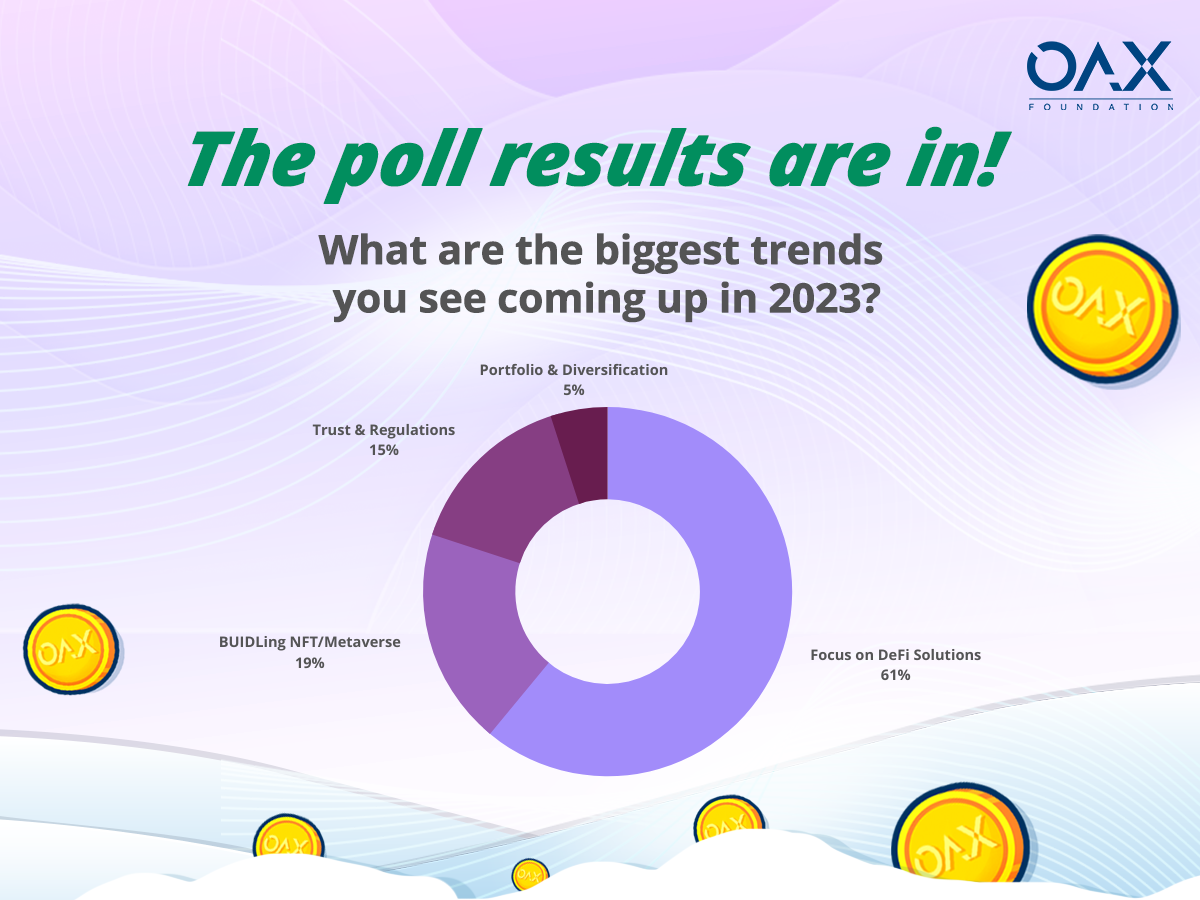 OAX
FOUNDATION
The poll results are in!
What are the biggest trends
you see coming up in 2023?
Portfolio & Diversification
5%
Trust & Regulations
15%
OAX
BUIDLing NFT/Metaverse
19%
Focus on DeFi Solutions
61%
OAX
OAX
OAX
OAX
OAX